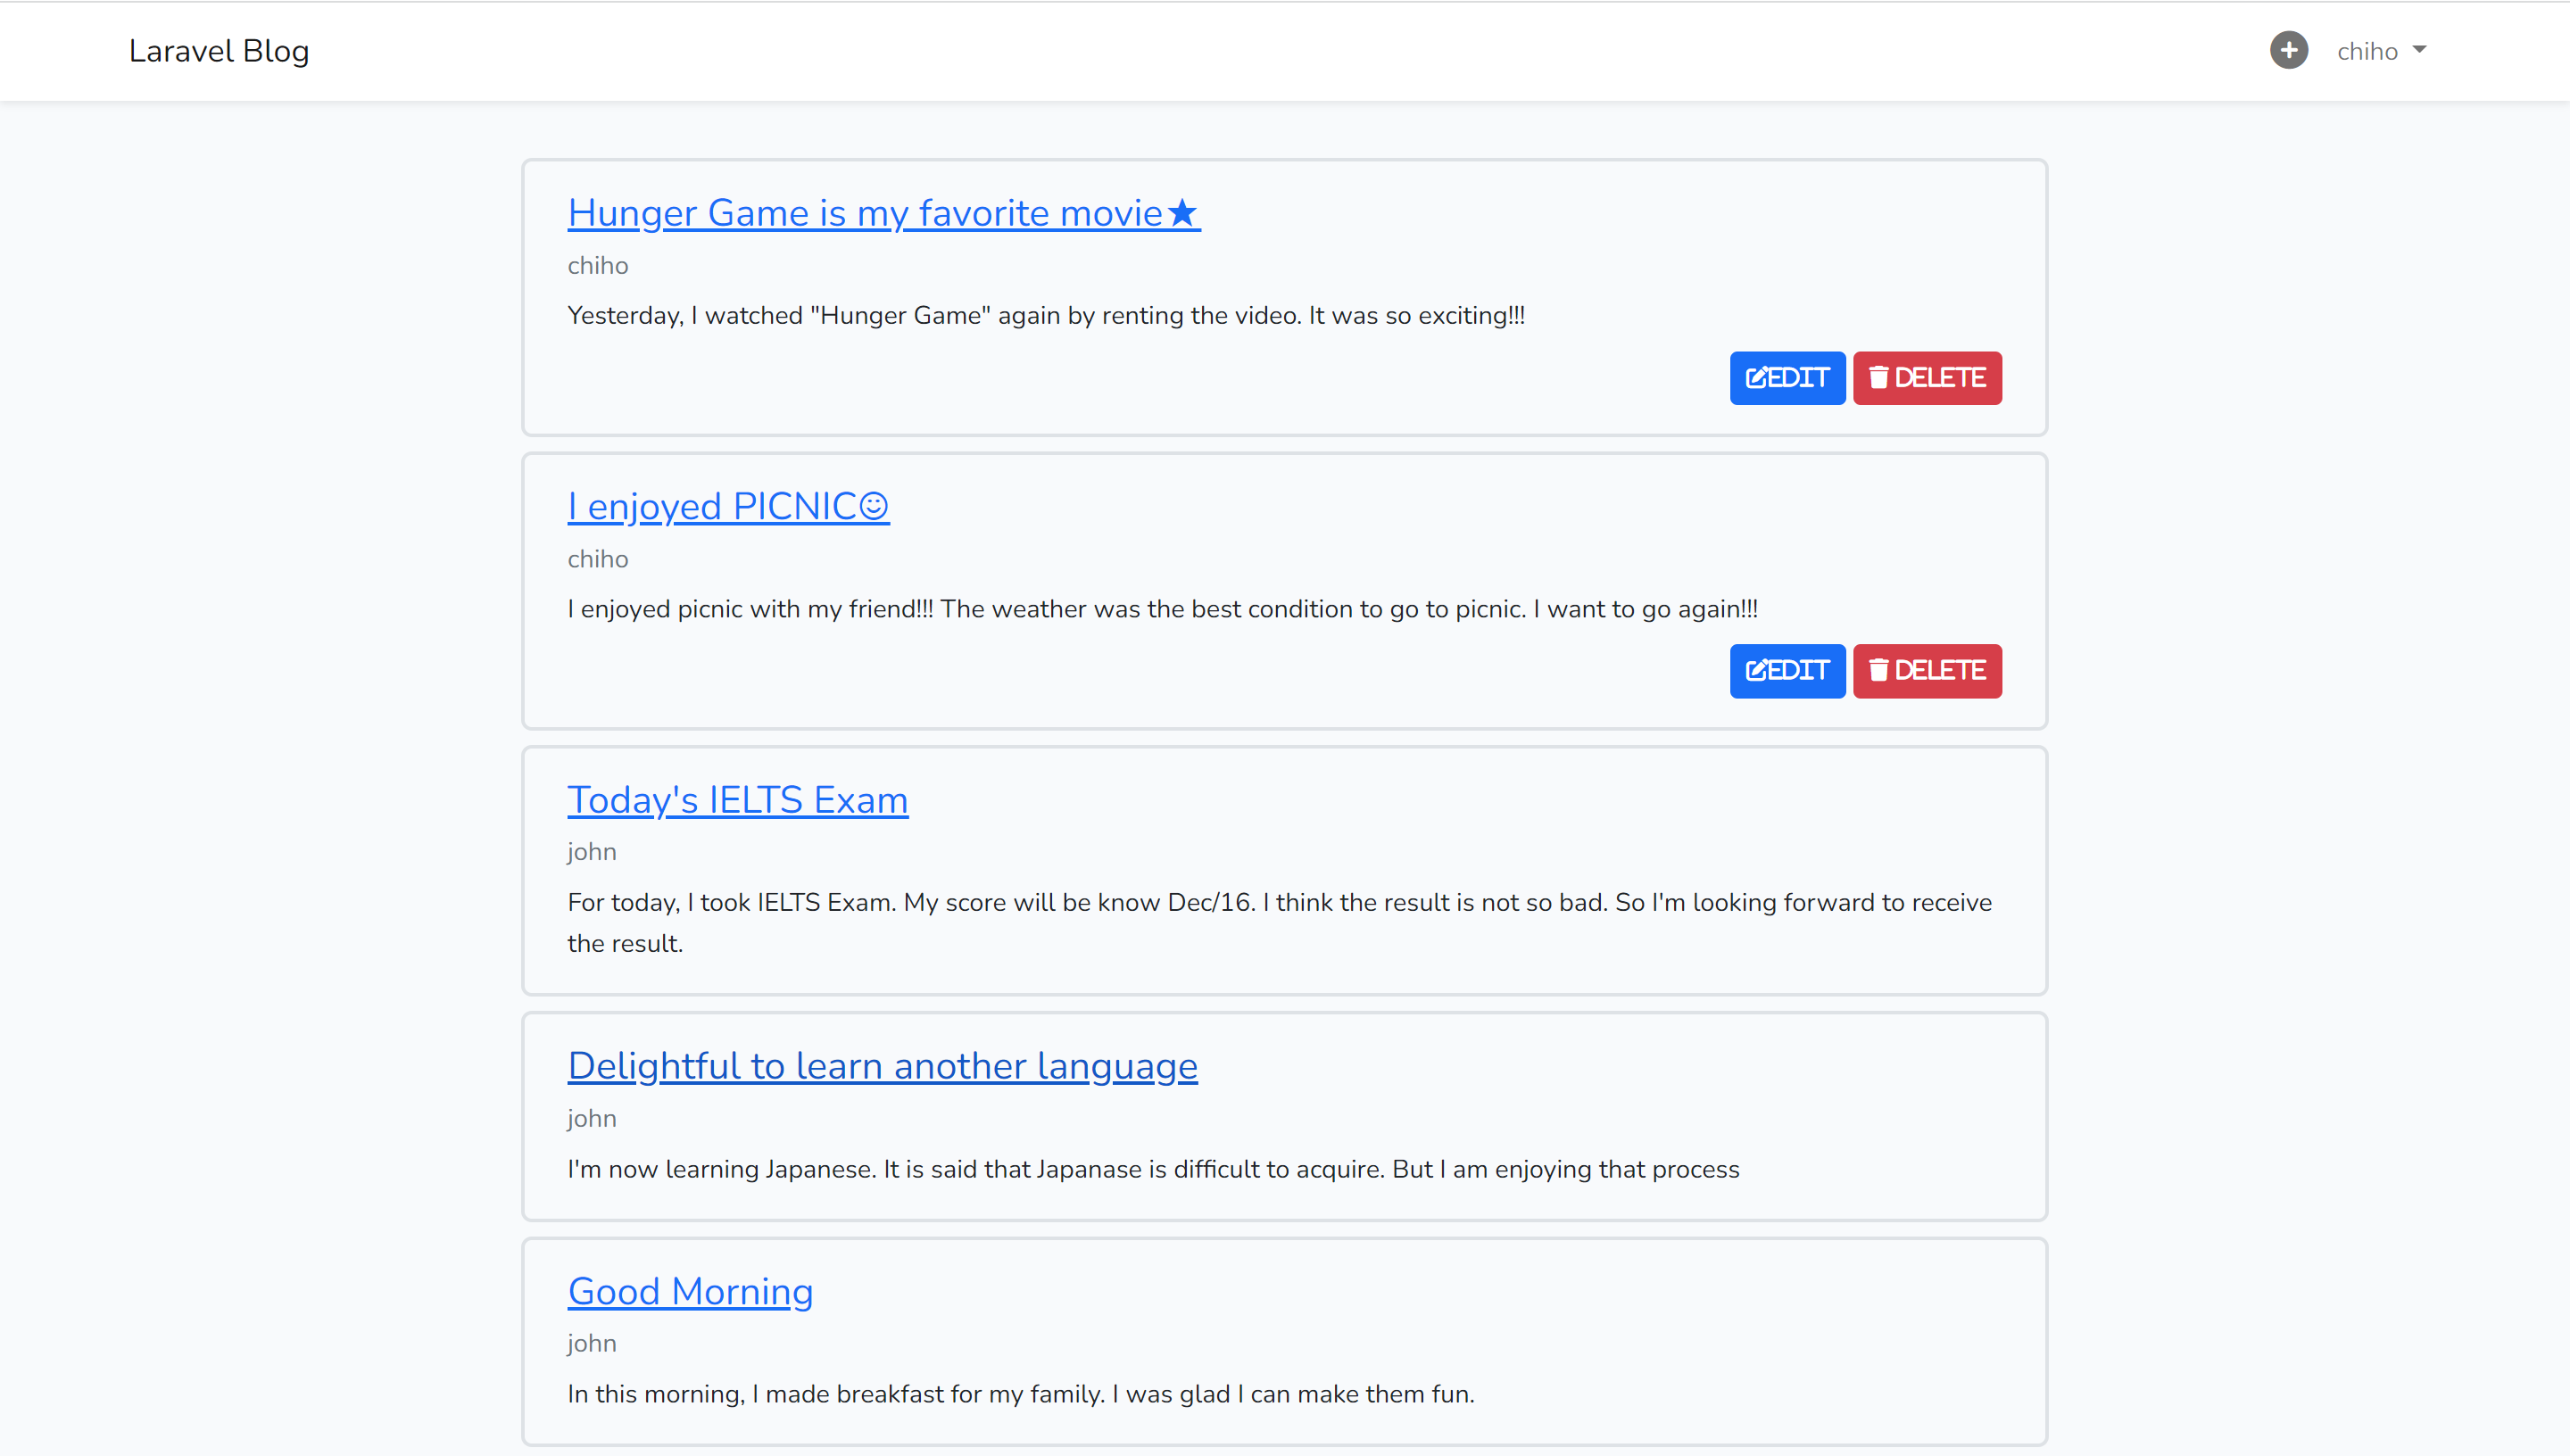 Laravel Blog
chiho
Hunger Game is my favorite movie★
chiho
Yesterday, I watched "Hunger Game" again by renting the video. It was so exciting!!!
EDIT DELETE
I enjoyed PICNIC☺
chiho
I enjoyed picnic with my friend!!! The weather was the best condition to go to picnic. I want to go again!!!
EDIT DELETE
Today's IELTS Exam
john
For today, I took IELTS Exam. My score will be know Dec/16. I think the result is not so bad. So I'm looking forward to receive
the result.
Delightful to learn another language
john
I'm now learning Japanese. It is said that Japanase is difficult to acquire. But I am enjoying that process
Good Morning
john
In this morning, I made breakfast for my family. I was glad I can make them fun.